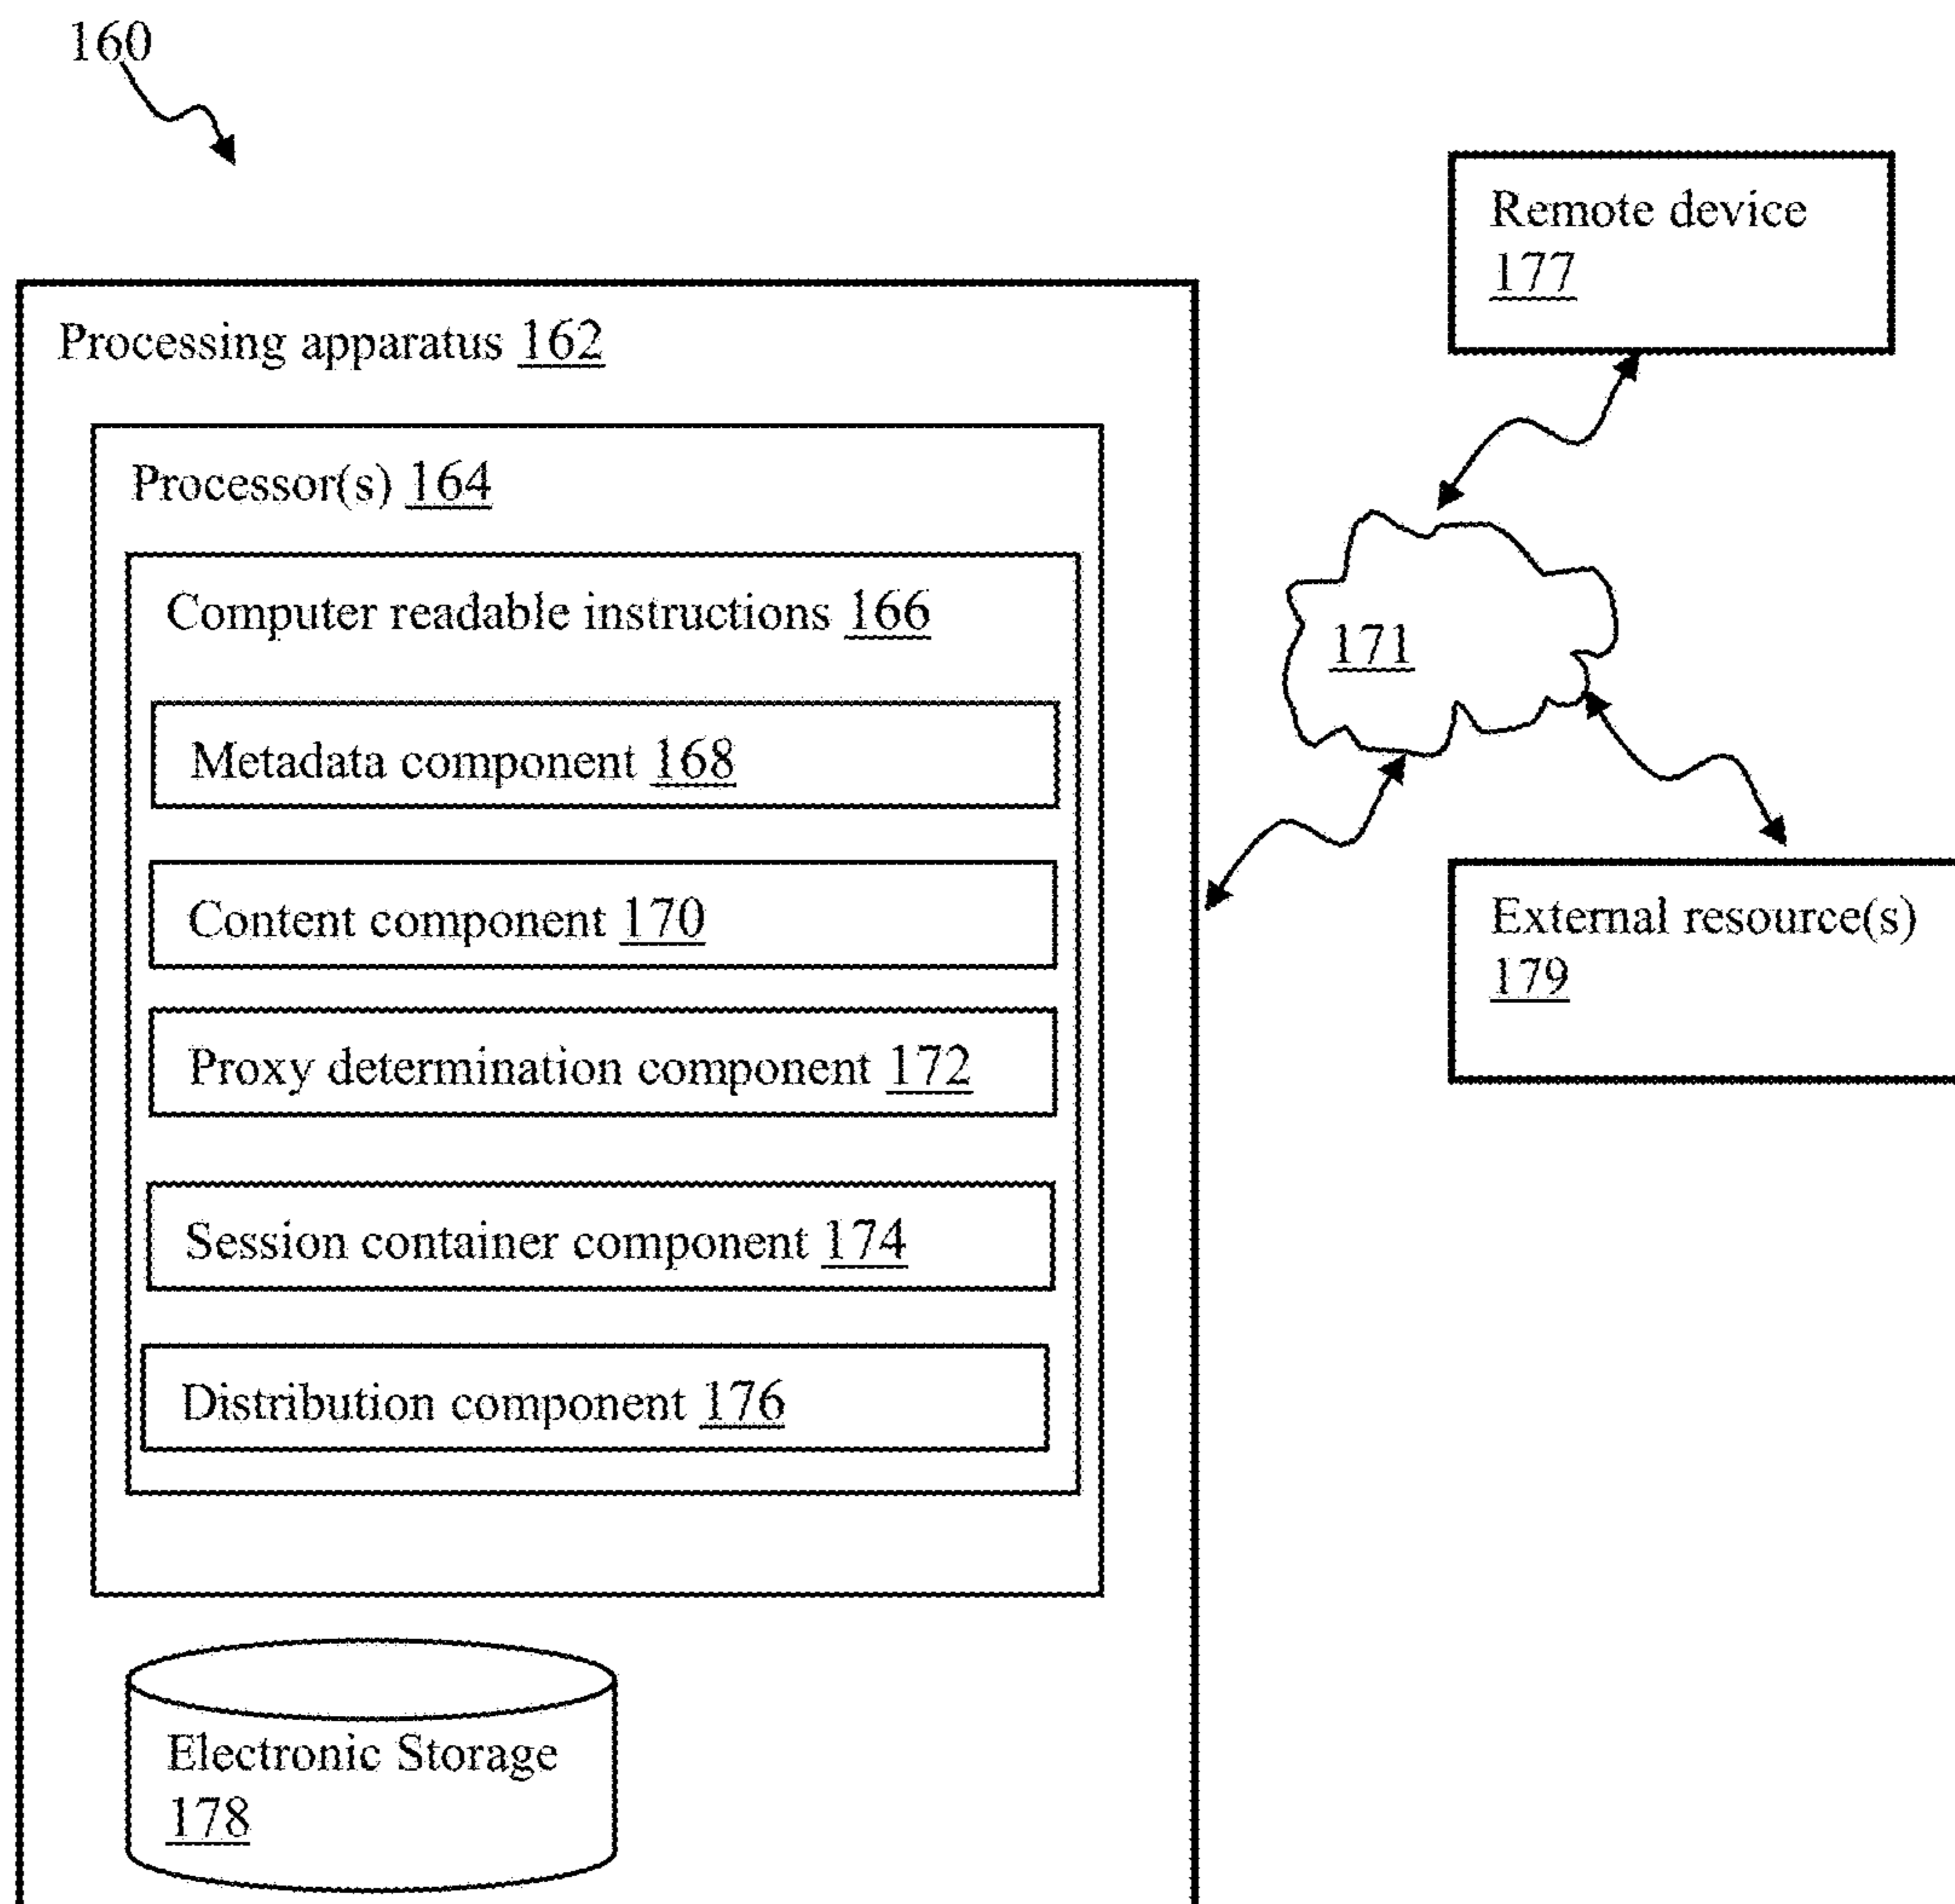 160
Remote device
177
Processing apparatus 162
Processor(s) 164
Computer readable instructions 166
171
Metadata component 168
Content component 170
External resource(s)
179
Proxy determination component 172
Session container component 174
Distribution component 176
Electronic Storage
178